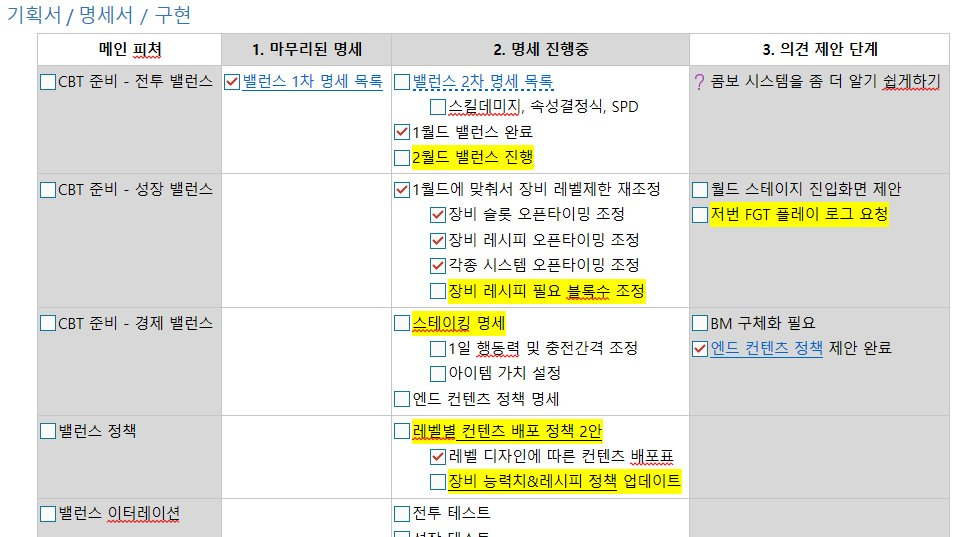 기획서 / 명세서 / 구현
메인 피쳐
1. 마무리된 명세
2. 명세 진행중
3. 의견 제안 단계
CBT 준비 - 전투 밸런스
밸런스 1차 명세 목록
밸런스 2차 명세 목록
스킬데미지, 속성결정식, SPD
1월드 밸런스 완료
2월드 밸런스 진행
? 콤보 시스템을 좀 더 알기 쉽게하기
CBT 준비 - 성장 밸런스
1월드에 맞춰서 장비 레벨제한 재조정
장비 슬롯 오픈타이밍 조정
장비 레시피 오픈타이밍 조정
각종 시스템 오픈타이밍 조정
장비 레시피 필요 블록수 조정
월드 스테이지 진입화면 제안
저번 FGT 플레이 로그 요청
CBT 준비 - 경제 밸런스
스테이킹 명세
1일 행동력 및 충전간격 조정
아이템 가치 설정
엔드 컨텐츠 정책 명세
BM 구체화 필요
엔드 컨텐츠 정책 제안 완료
밸런스 정책
레벨별 컨텐츠 배포 정책 2안
레벨 디자인에 따른 컨텐츠 배포표
장비 능력치&레시피 정책 업데이트
밸런스 이터레이션
전투 테스트